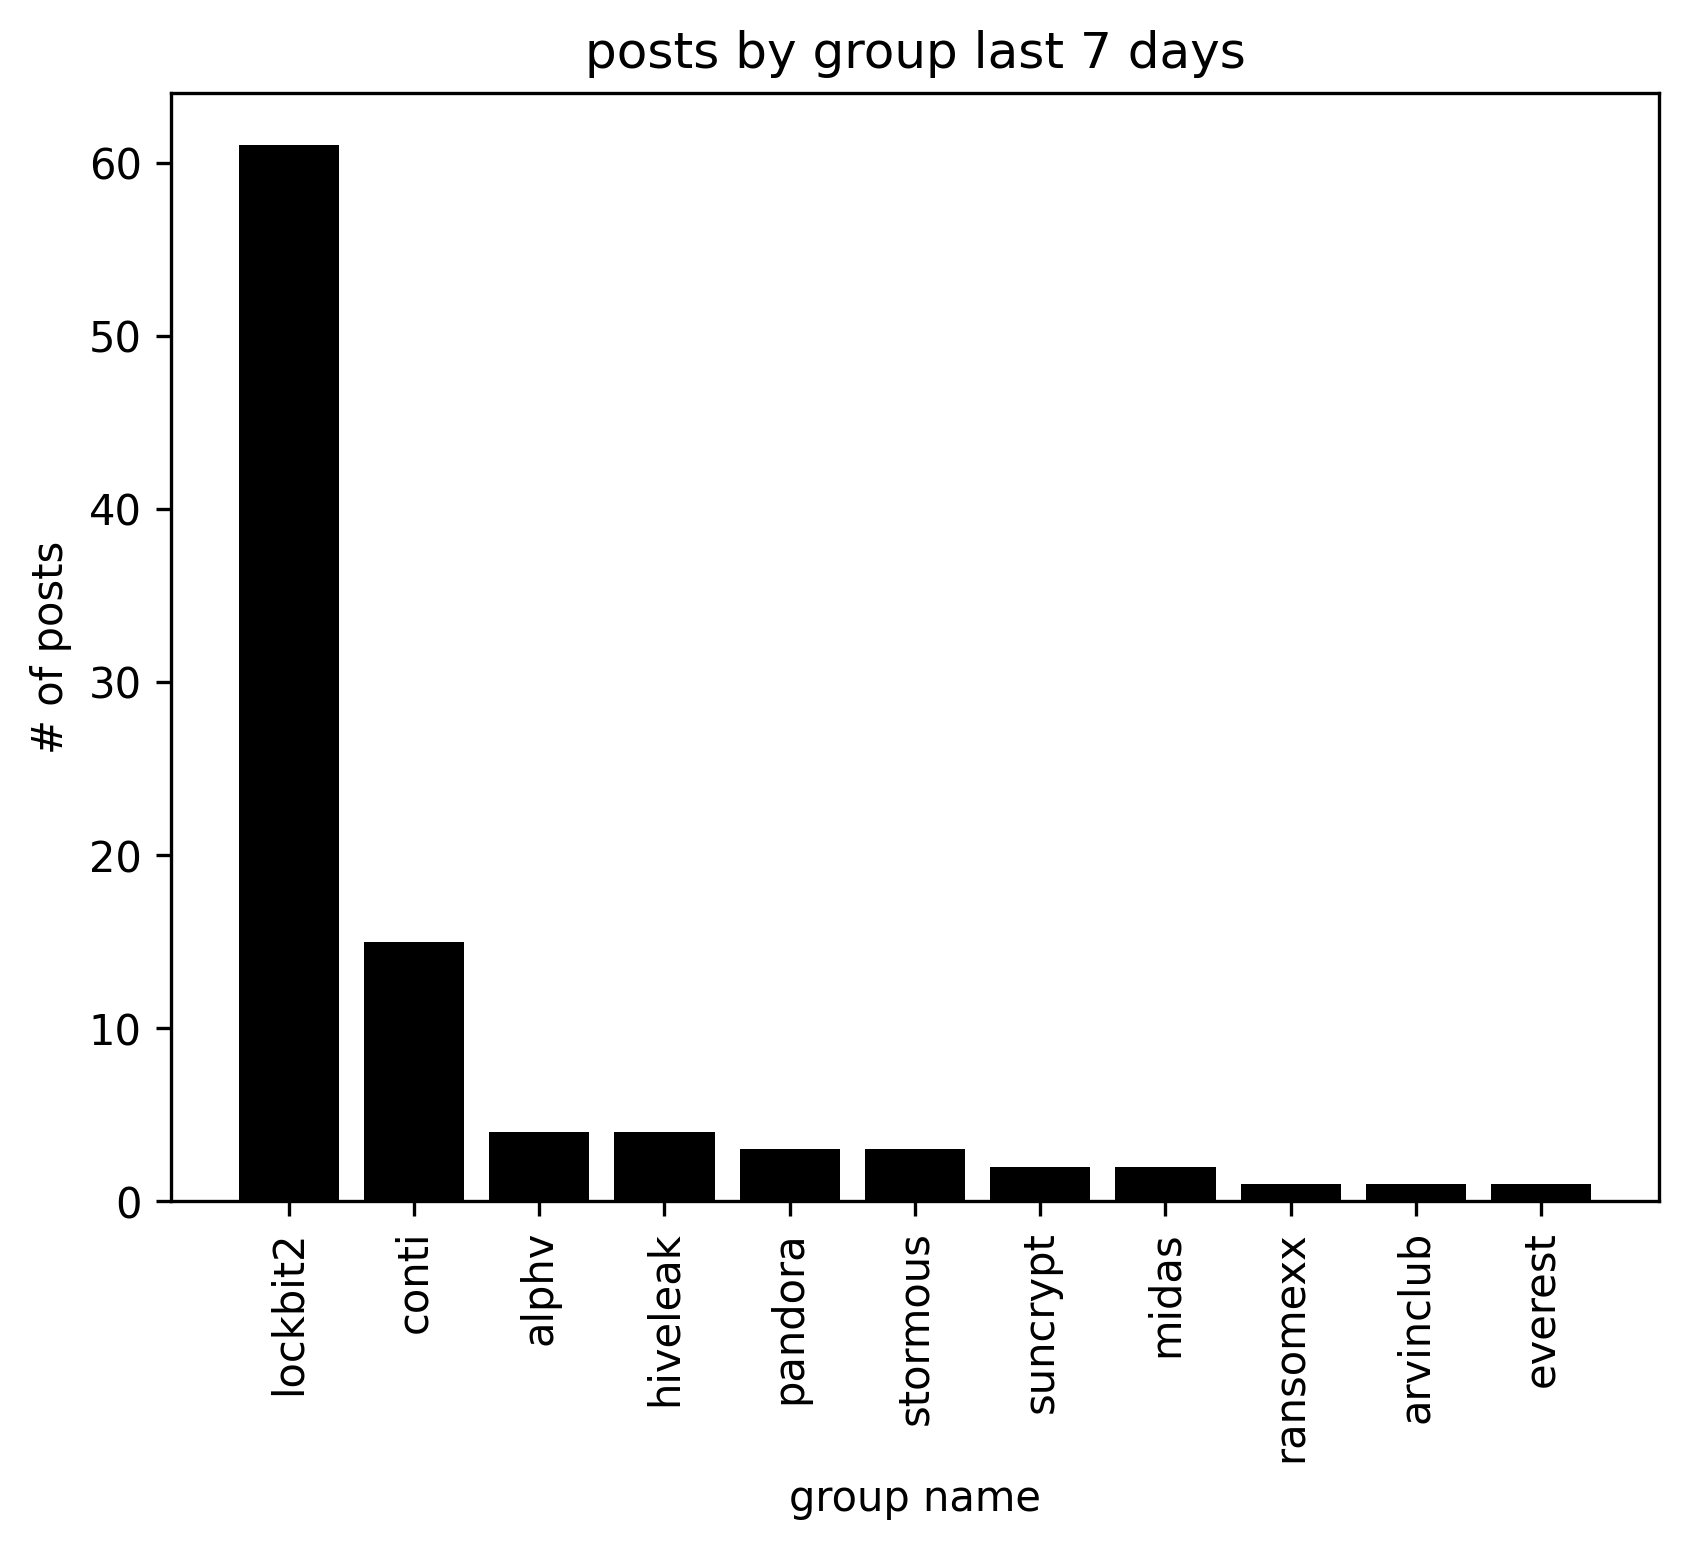 posts by group last 7 days
# of posts
60
50
40
30
20
10
0
lockbit2
conti
alphv
hiveleak
pandora
stormous
suncrypt
midas
ransomexx
arvinclub
everest
group name